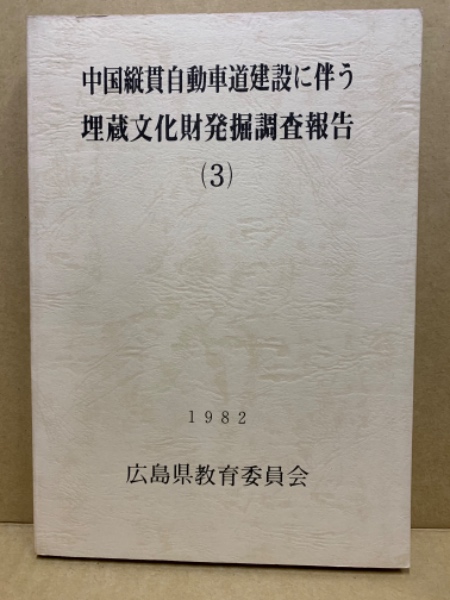 中国縦貫自動車道建設に伴う
埋蔵文化財発掘調査報告
(3)
1982
広島県教育委員会